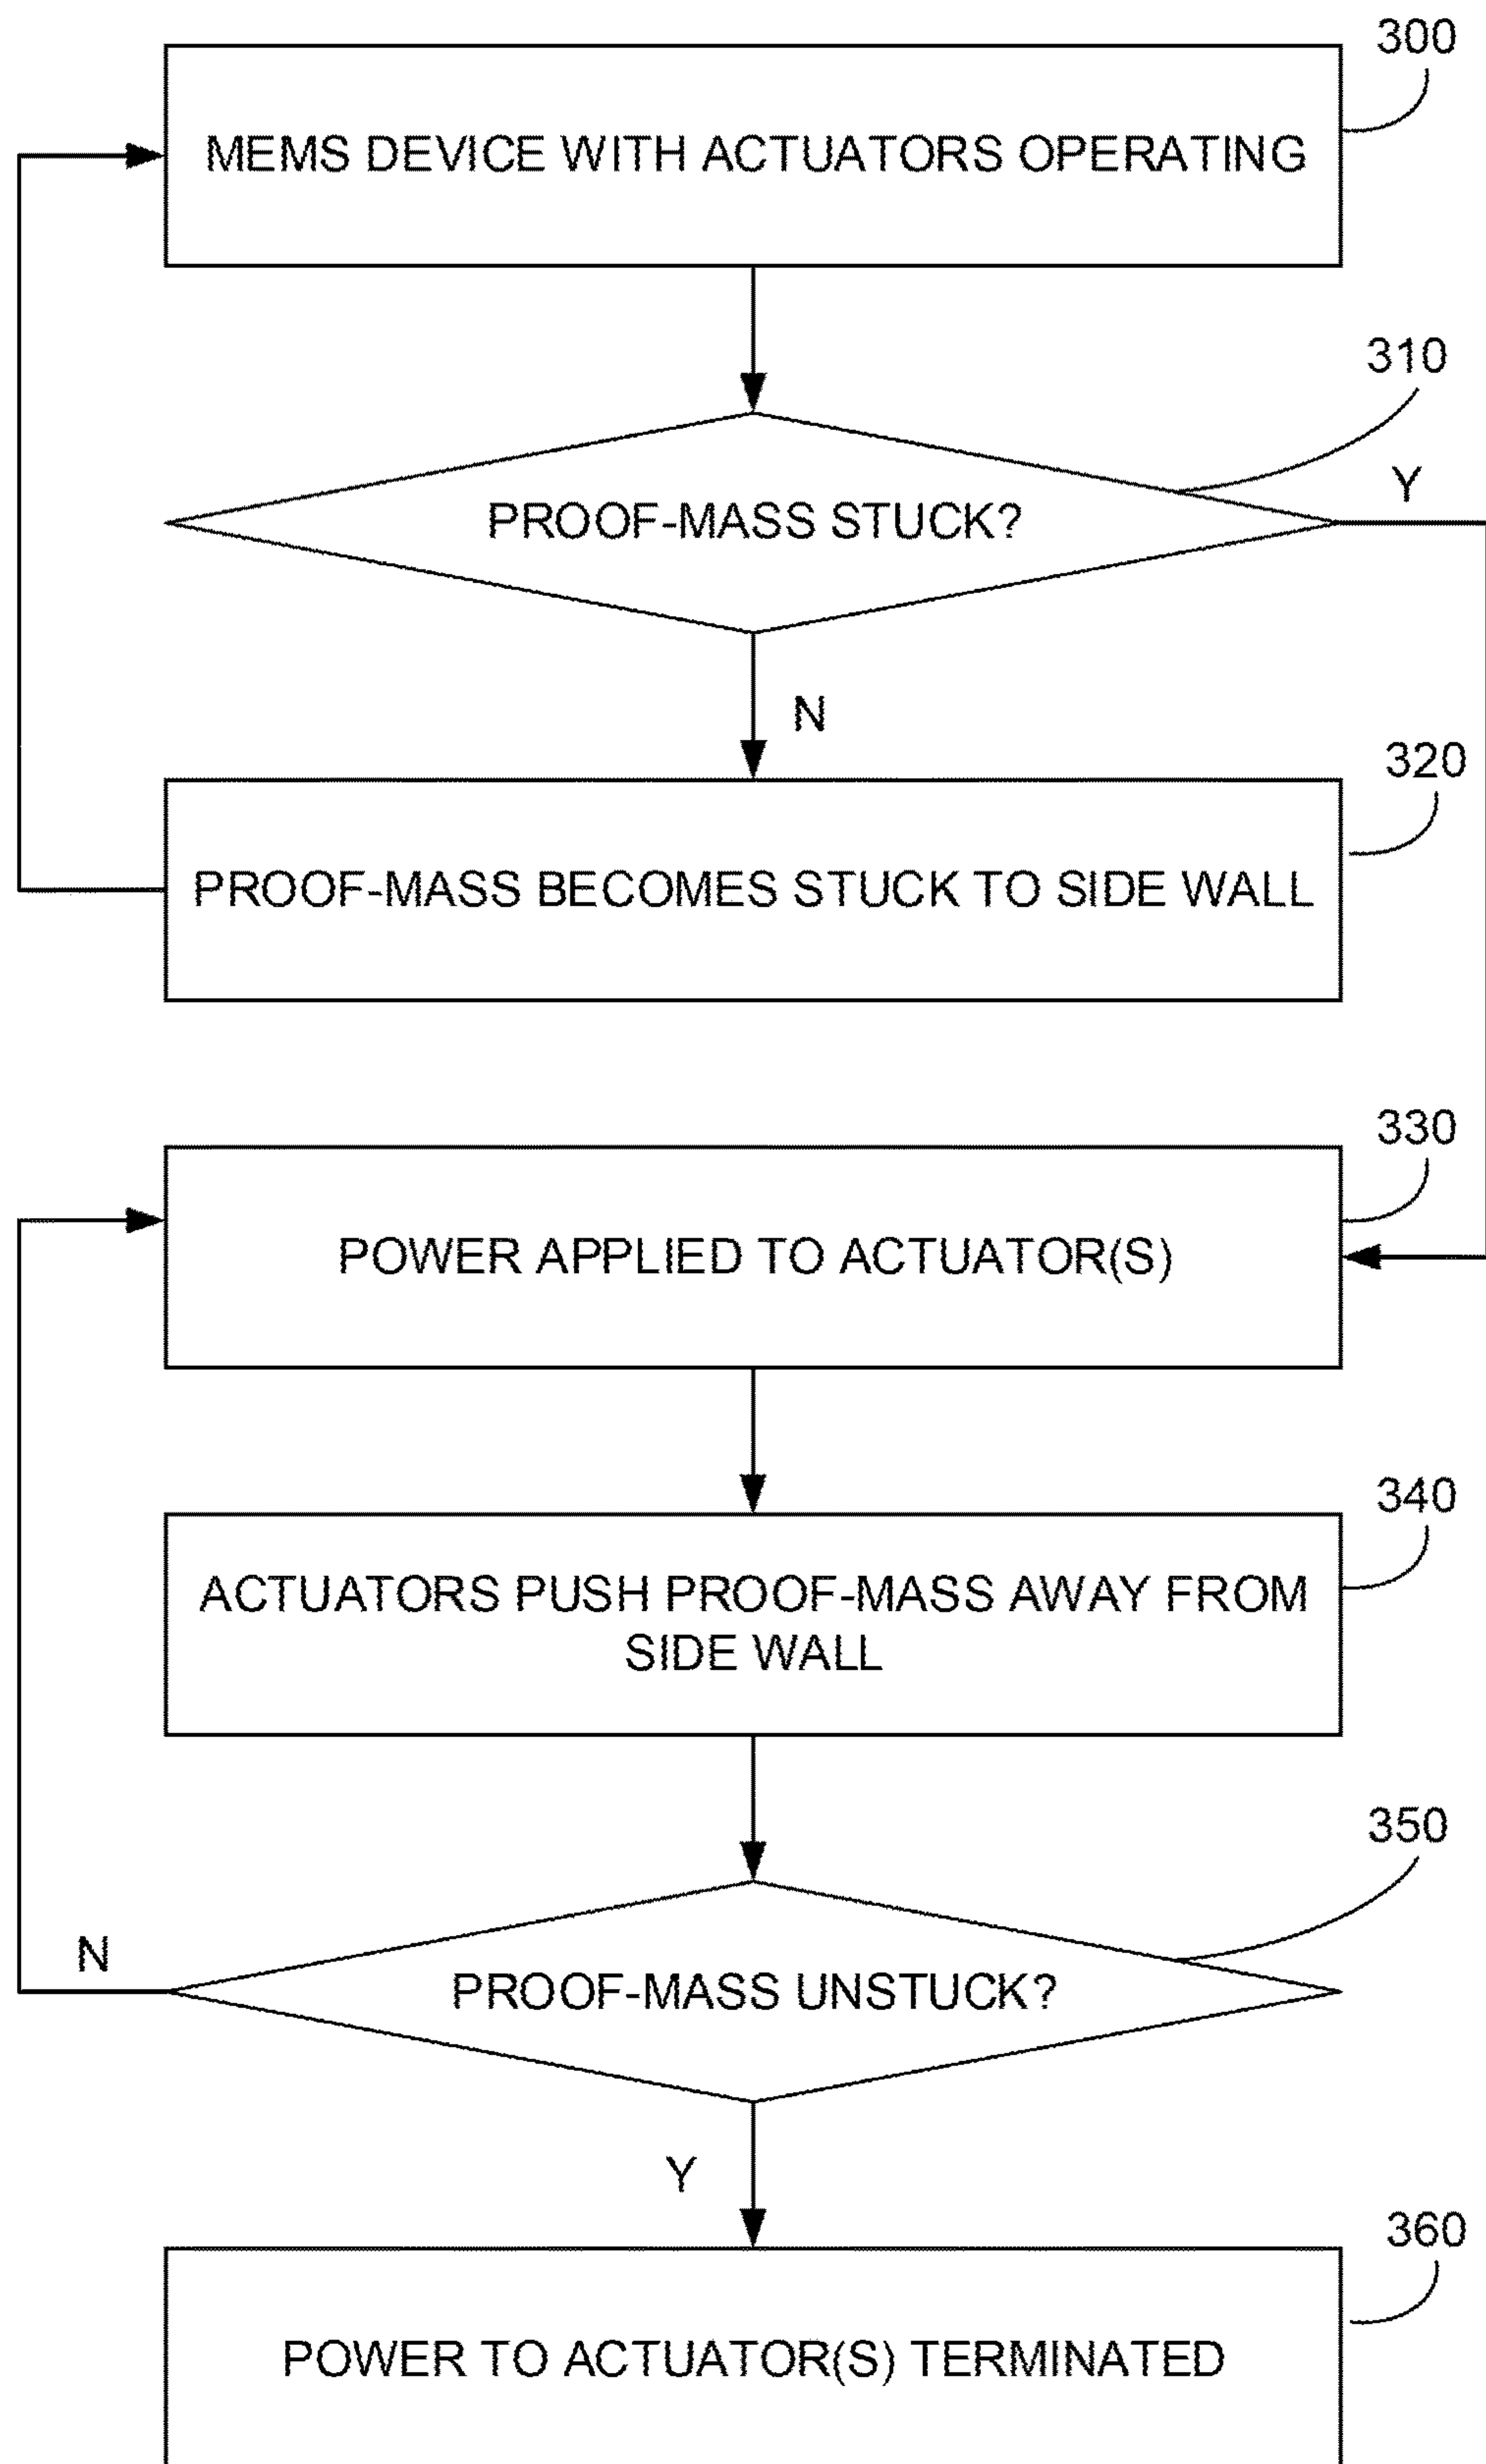 300
MEMS DEVICE WITH ACTUATORS OPERATING
310
PROOF-MASS STUCK?
Y
N
320
PROOF-MASS BECOMES STUCK TO SIDE WALL
330
POWER APPLIED TO ACTUATOR(S)
340
ACTUATORS PUSH PROOF-MASS AWAY FROM
SIDE WALL
350
N
PROOF-MASS UNSTUCK?
Y
360
POWER TO ACTUATOR(S) TERMINATED